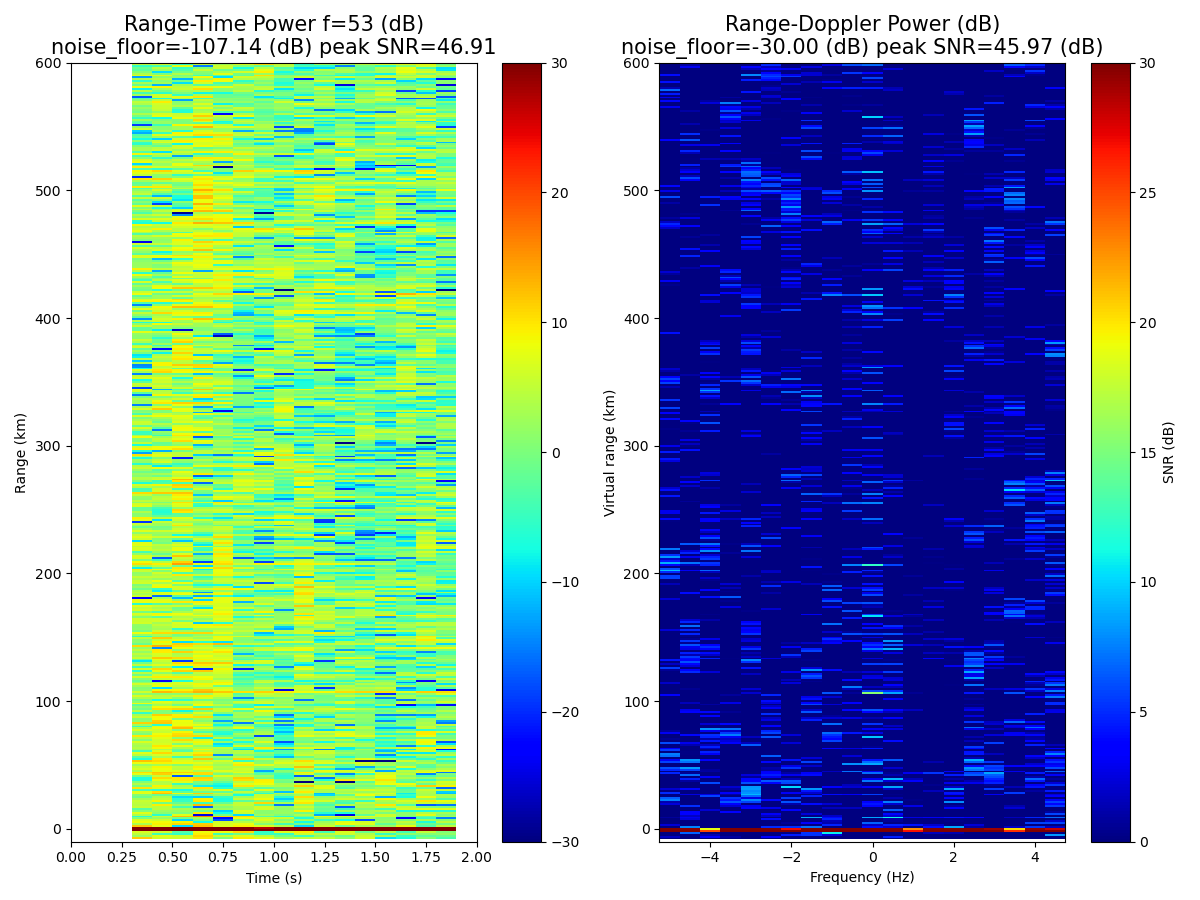 Range-Time Power f=53 (dB)
noise_floor=-107.14 (dB) peak SNR=46.91
Range (km)
600
500
400
300
200
100
0
0.00 0.25 0.50 0.75 1.00 1.25 1.50 1.75 2.00
Time (s)
30
20
10
0
−10
−20
−30
Range-Doppler Power (dB)
noise_floor=-30.00 (dB) peak SNR=45.97 (dB)
Virtual range (km)
600
500
400
300
200
100
0
−4 −2 0 2 4
Frequency (Hz)
30
25
20
15
10
5
0
SNR (dB)